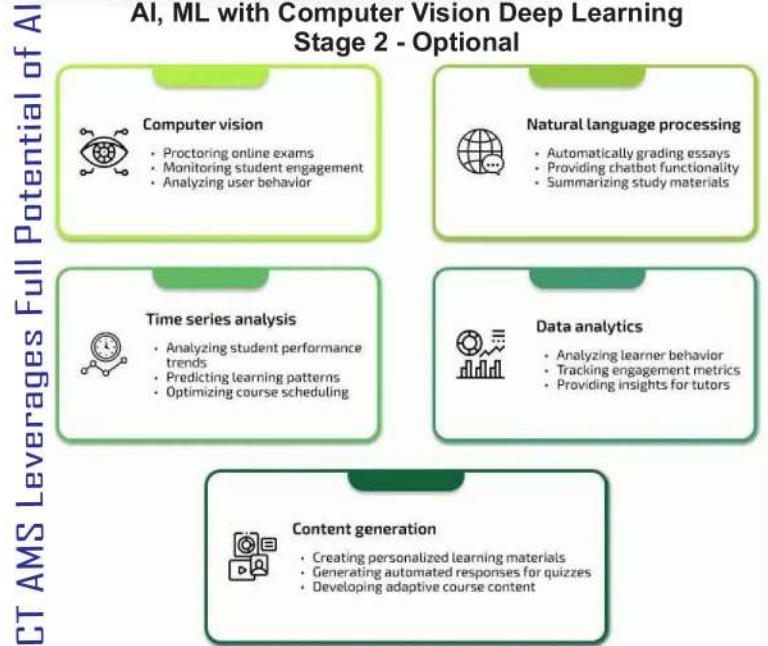 AI, ML with Computer Vision Deep Learning
Stage 2 - Optional
CT AMS Leverages Full Potential of AI
Computer vision
• Proctoring online exams
• Monitoring student engagement
• Analyzing user behavior
Natural language processing
• Automatically grading essays
• Providing chatbot functionality
• Summarizing study materials
Time series analysis
• Analyzing student performance
trends
• Predicting learning patterns
• Optimizing course scheduling
Data analytics
• Analyzing learner behavior
• Tracking engagement metrics
• Providing insights for tutors
Content generation
• Creating personalized learning materials
• Generating automated responses for quizzes
• Developing adaptive course content